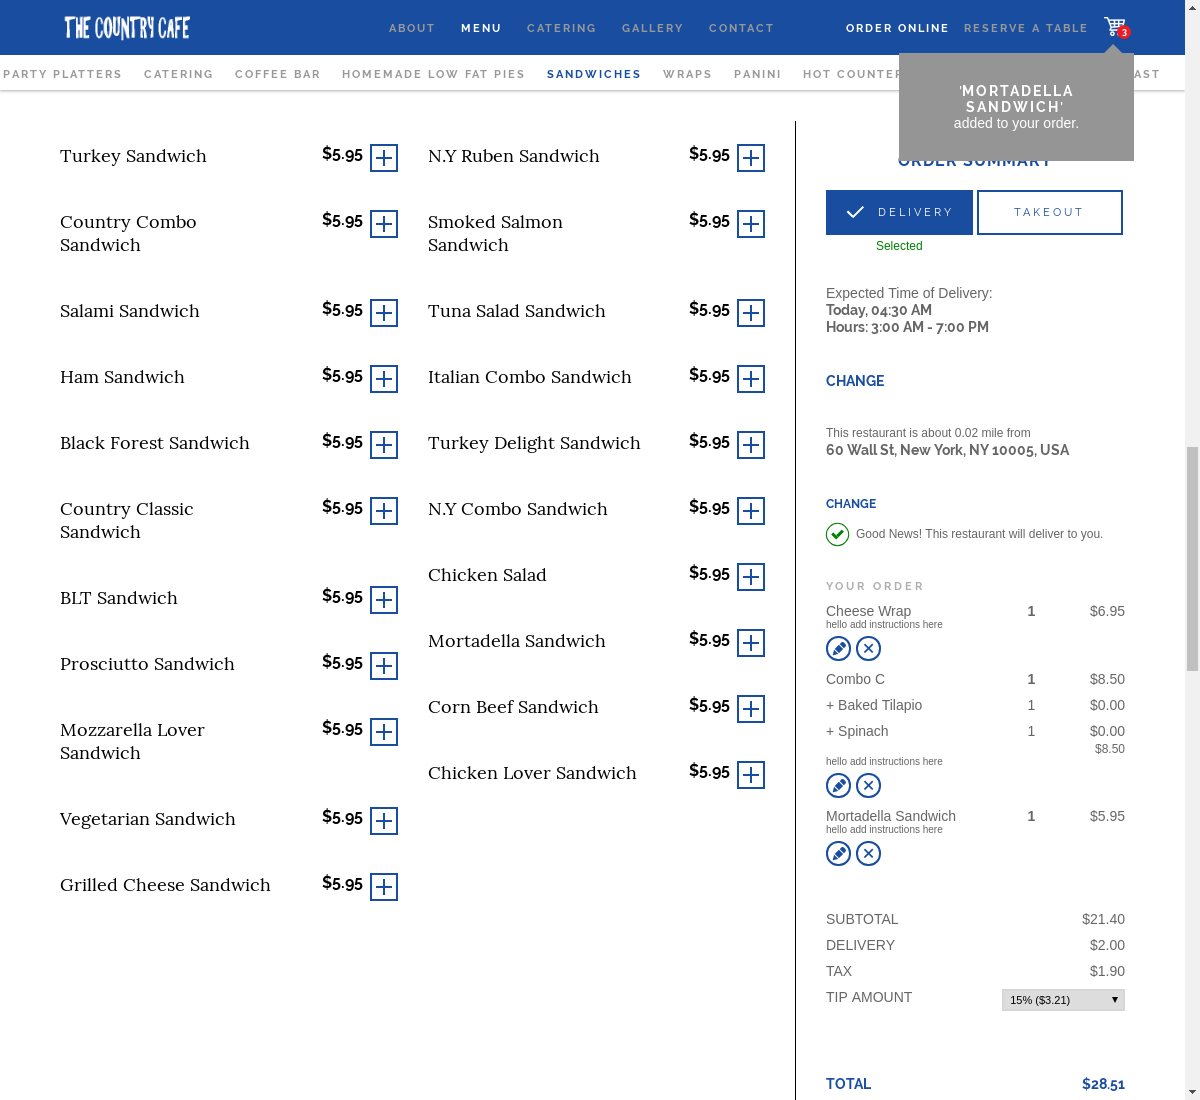 THE COUNTRY CAFE
ABOUT MENU CATERING GALLERY CONTACT ORDER ONLINE RESERVE A TABLE 3
PARTY PLATTERS CATERING COFFEE BAR HOMEMADE LOW FAT PIES SANDWICHES WRAPS PANINI HOT COUNTER AST
'MORTADELLA
SANDWICH'
added to your order.
Turkey Sandwich $5.95
Country Combo $5.95
Sandwich
Salami Sandwich $5.95
Ham Sandwich $5.95
Black Forest Sandwich $5.95
Country Classic $5.95
Sandwich
BLT Sandwich $5.95
Prosciutto Sandwich $5.95
Mozzarella Lover $5.95
Sandwich
Vegetarian Sandwich $5.95
Grilled Cheese Sandwich $5.95
N.Y Ruben Sandwich $5.95
Smoked Salmon $5.95
Sandwich
Tuna Salad Sandwich $5.95
Italian Combo Sandwich $5.95
Turkey Delight Sandwich $5.95
N.Y Combo Sandwich $5.95
Chicken Salad $5.95
Mortadella Sandwich $5.95
Corn Beef Sandwich $5.95
Chicken Lover Sandwich $5.95
ORDER SUMMARY
DELIVERY TAKEOUT
Selected
Expected Time of Delivery:
Today, 04:30 AM
Hours: 3:00 AM - 7:00 PM
CHANGE
This restaurant is about 0.02 mile from
60 Wall St, New York, NY 10005, USA
CHANGE
Good News! This restaurant will deliver to you.
YOUR ORDER
Cheese Wrap 1 $6.95
hello add instructions here
Combo C 1 $8.50
+ Baked Tilapio 1 $0.00
+ Spinach 1 $0.00
$8.50
hello add instructions here
Mortadella Sandwich 1 $5.95
hello add instructions here
SUBTOTAL $21.40
DELIVERY $2.00
TAX $1.90
TIP AMOUNT 15% ($3.21)
TOTAL $28.51